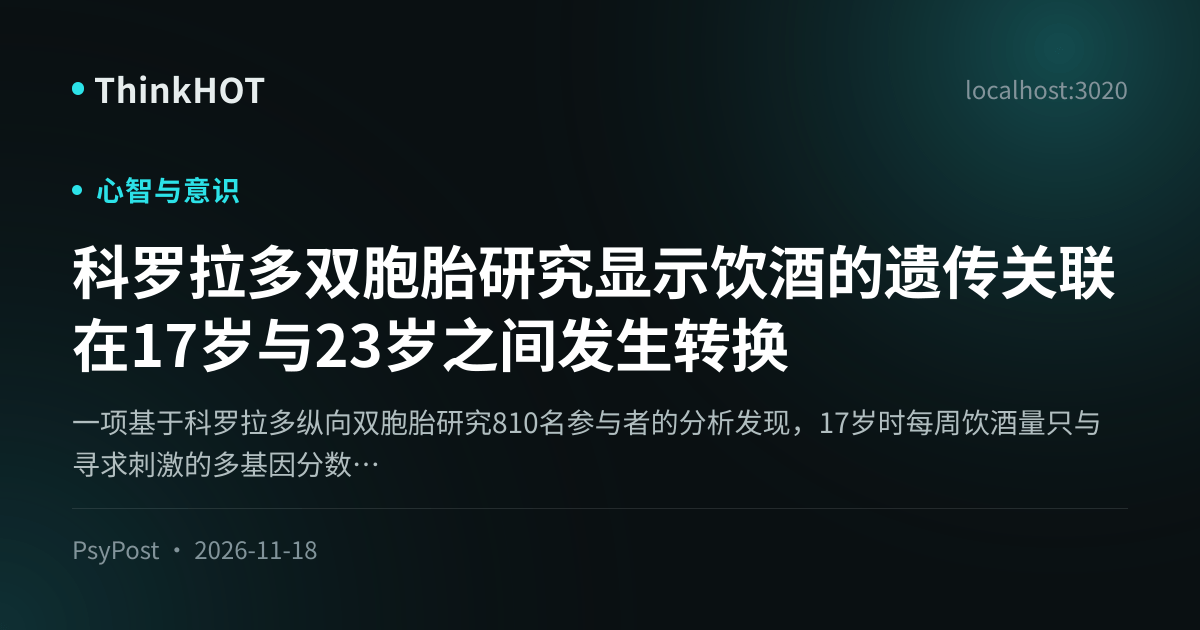 ThinkHOT
localhost:3020
心智与意识
科罗拉多双胞胎研究显示饮酒的遗传关联
在17岁与23岁之间发生转换
一项基于科罗拉多纵向双胞胎研究810名参与者的分析发现，17岁时每周饮酒量只与
寻求刺激的多基因分数…
PsyPost · 2026-11-18